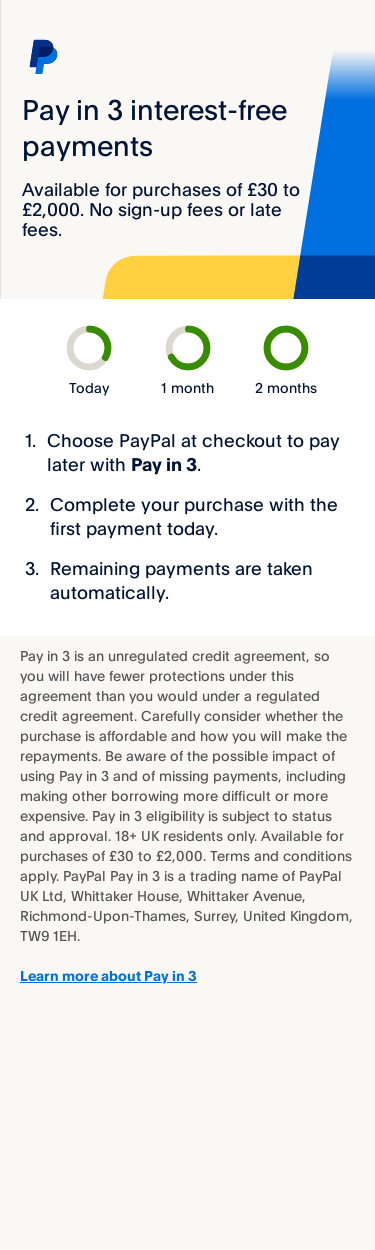 Pay in 3 interest-free
payments
Available for purchases of £30 to
£2,000. No sign-up fees or late
fees.
Today
1 month
2 months
1. Choose PayPal at checkout to pay
later with Pay in 3.
2. Complete your purchase with the
first payment today.
3. Remaining payments are taken
automatically.
Pay in 3 is an unregulated credit agreement, so
you will have fewer protections under this
agreement than you would under a regulated
credit agreement. Carefully consider whether the
purchase is affordable and how you will make the
repayments. Be aware of the possible impact of
using Pay in 3 and of missing payments, including
making other borrowing more difficult or more
expensive. Pay in 3 eligibility is subject to status
and approval. 18+ UK residents only. Available for
purchases of £30 to £2,000. Terms and conditions
apply. PayPal Pay in 3 is a trading name of PayPal
UK Ltd, Whittaker House, Whittaker Avenue,
Richmond-Upon-Thames, Surrey, United Kingdom,
TW9 1EH.
Learn more about Pay in 3